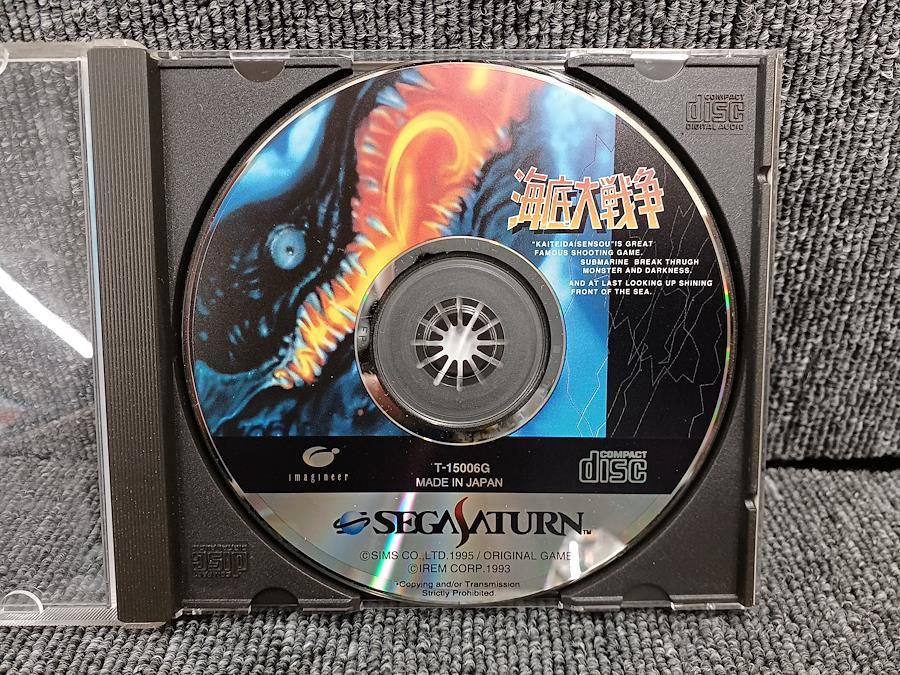 COMPACT
disc
DIGITAL AUDIO
海底大戦争
"KAITEIDAISENSOU"IS GREAT
FAMOUS SHOOTING GAME.
SUBMARINE BREAK THRUGH
MONSTER AND DARKNESS.
AND AT LAST LOOKING UP SHINING
FRONT OF THE SEA.
imagineer
T-15006G
MADE IN JAPAN
COMPACT
disc
SEGA SATURN™
©SIMS CO.,LTD.1995 / ORIGINAL GAME
©IREM CORP.1993
•Copying and/or Transmission
Strictly Prohibited.